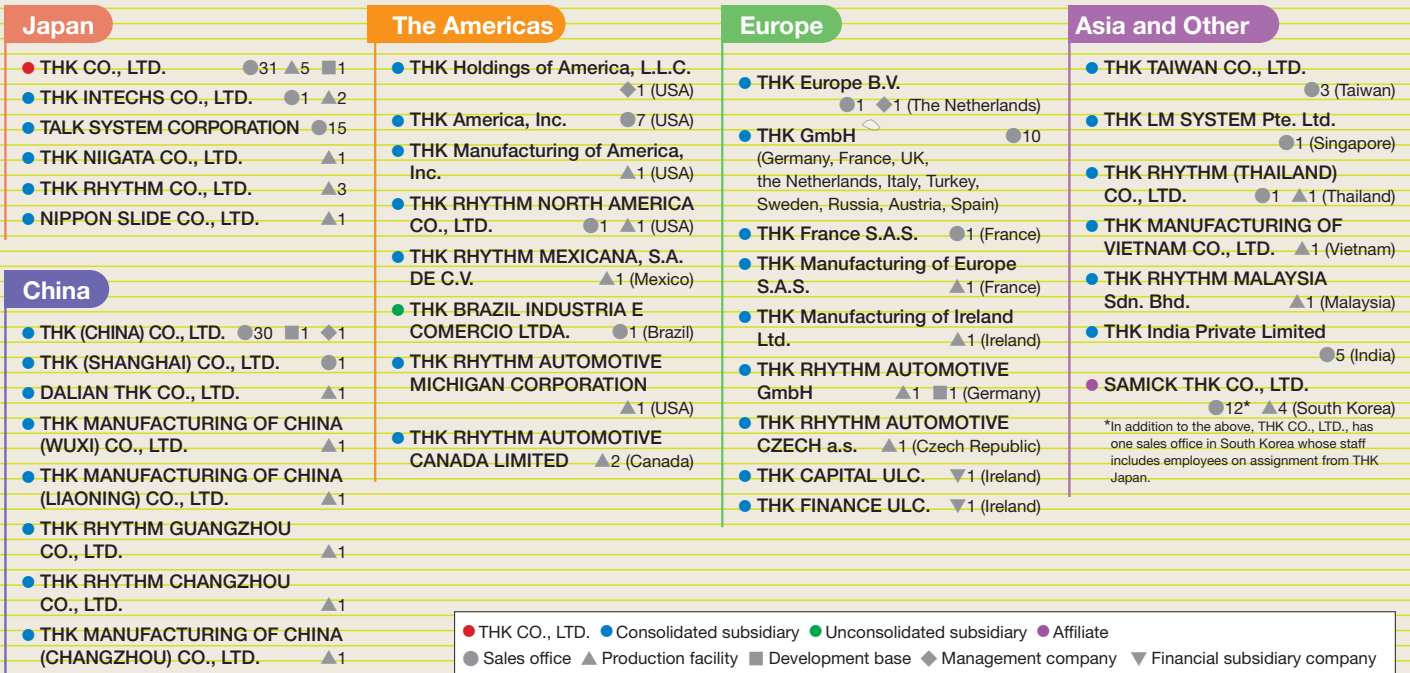 Japan
THK CO., LTD. 31 5 1
THK INTECHS CO., LTD. 1 2
TALK SYSTEM CORPORATION 15
THK NIIGATA CO., LTD. 1
THK RHYTHM CO., LTD. 3
NIPPON SLIDE CO., LTD. 1
China
THK (CHINA) CO., LTD. 30 1 1
THK (SHANGHAI) CO., LTD. 1
DALIAN THK CO., LTD. 1
THK MANUFACTURING OF CHINA
(WUXI) CO., LTD. 1
THK MANUFACTURING OF CHINA
(LIAONING) CO., LTD. 1
THK RHYTHM GUANGZHOU
CO., LTD. 1
THK RHYTHM CHANGZHOU
CO., LTD. 1
THK MANUFACTURING OF CHINA
(CHANGZHOU) CO., LTD. 1
The Americas
THK Holdings of America, L.L.C.
1 (USA)
THK America, Inc. 7 (USA)
THK Manufacturing of America,
Inc. 1 (USA)
THK RHYTHM NORTH AMERICA
CO., LTD. 1 1 (USA)
THK RHYTHM MEXICANA, S.A.
DE C.V. 1 (Mexico)
THK BRAZIL INDUSTRIA E
COMERCIO LTDA. 1 (Brazil)
THK RHYTHM AUTOMOTIVE
MICHIGAN CORPORATION
1 (USA)
THK RHYTHM AUTOMOTIVE
CANADA LIMITED 2 (Canada)
Europe
THK Europe B.V.
1 1 (The Netherlands)
THK GmbH 10
(Germany, France, UK,
the Netherlands, Italy, Turkey,
Sweden, Russia, Austria, Spain)
THK France S.A.S. 1 (France)
THK Manufacturing of Europe
S.A.S. 1 (France)
THK Manufacturing of Ireland
Ltd. 1 (Ireland)
THK RHYTHM AUTOMOTIVE
GmbH 1 1 (Germany)
THK RHYTHM AUTOMOTIVE
CZECH a.s. 1 (Czech Republic)
THK CAPITAL ULC. 1 (Ireland)
THK FINANCE ULC. 1 (Ireland)
Asia and Other
THK TAIWAN CO., LTD.
3 (Taiwan)
THK LM SYSTEM Pte. Ltd.
1 (Singapore)
THK RHYTHM (THAILAND)
CO., LTD. 1 1 (Thailand)
THK MANUFACTURING OF
VIETNAM CO., LTD. 1 (Vietnam)
THK RHYTHM MALAYSIA
Sdn. Bhd. 1 (Malaysia)
THK India Private Limited
5 (India)
SAMICK THK CO., LTD.
12* 4 (South Korea)
*In addition to the above, THK CO., LTD., has
one sales office in South Korea whose staff
includes employees on assignment from THK
Japan.
THK CO., LTD. Consolidated subsidiary Unconsolidated subsidiary Affiliate
Sales office Production facility Development base Management company Financial subsidiary company